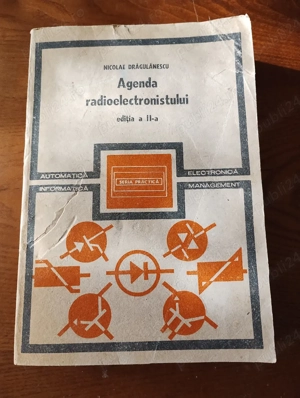 NICOLAE DRĂGULĂNESCU
Agenda
radioelectronistului
ediția a II-a
AUTOMATICĂ
ELECTRONICĂ
INFORMATICĂ
SERIA PRACTICĂ
MANAGEMENT